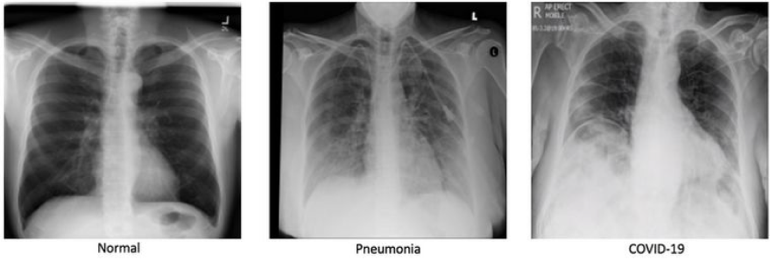 L
L
R
AP ERECT
MOBILE
Normal
Pneumonia
COVID-19